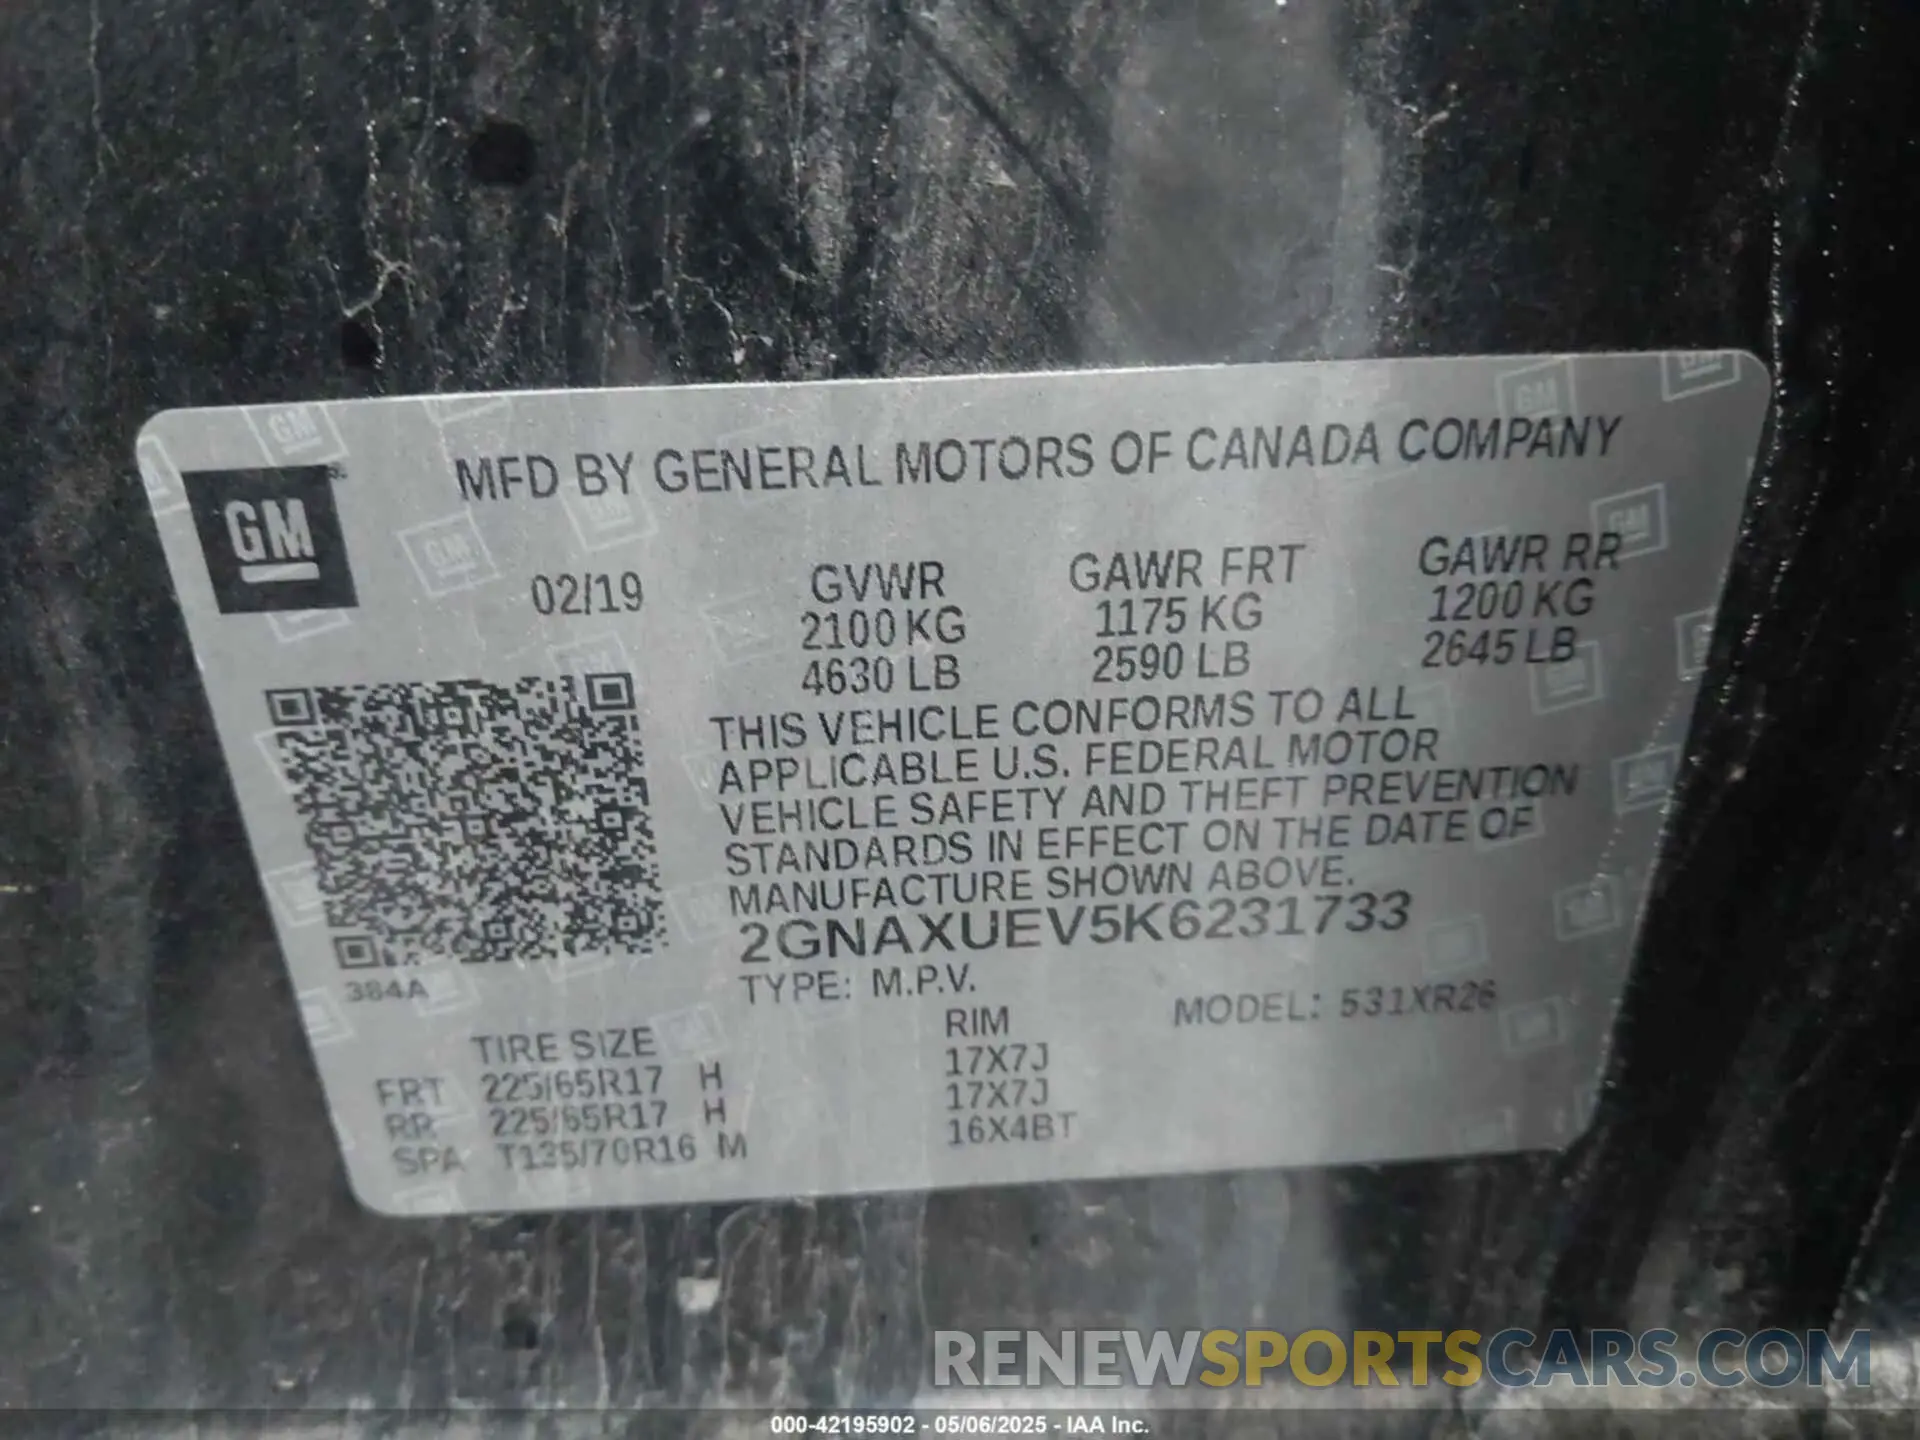 MFD BY GENERAL MOTORS OF CANADA COMPANY
GM
02/19
GVWR
2100 KG
4630 LB
GAWR FRT
1175 KG
2590 LB
GAWR RR
1200 KG
2645 LB
THIS VEHICLE CONFORMS TO ALL
APPLICABLE U.S. FEDERAL MOTOR
VEHICLE SAFETY AND THEFT PREVENTION
STANDARDS IN EFFECT ON THE DATE OF
MANUFACTURE SHOWN ABOVE.
2GNAXUEV5K6231733
384A
TYPE: M.P.V.
MODEL: 531XR26
TIRE SIZE RIM
FRT 225/65R17 H 17X7J
RR 225/65R17 H 17X7J
SPA T135/70R16 M 16X4BT
RENEWSPORTSCARS.COM
000-42195902 - 05/06/2025 - IAA Inc.